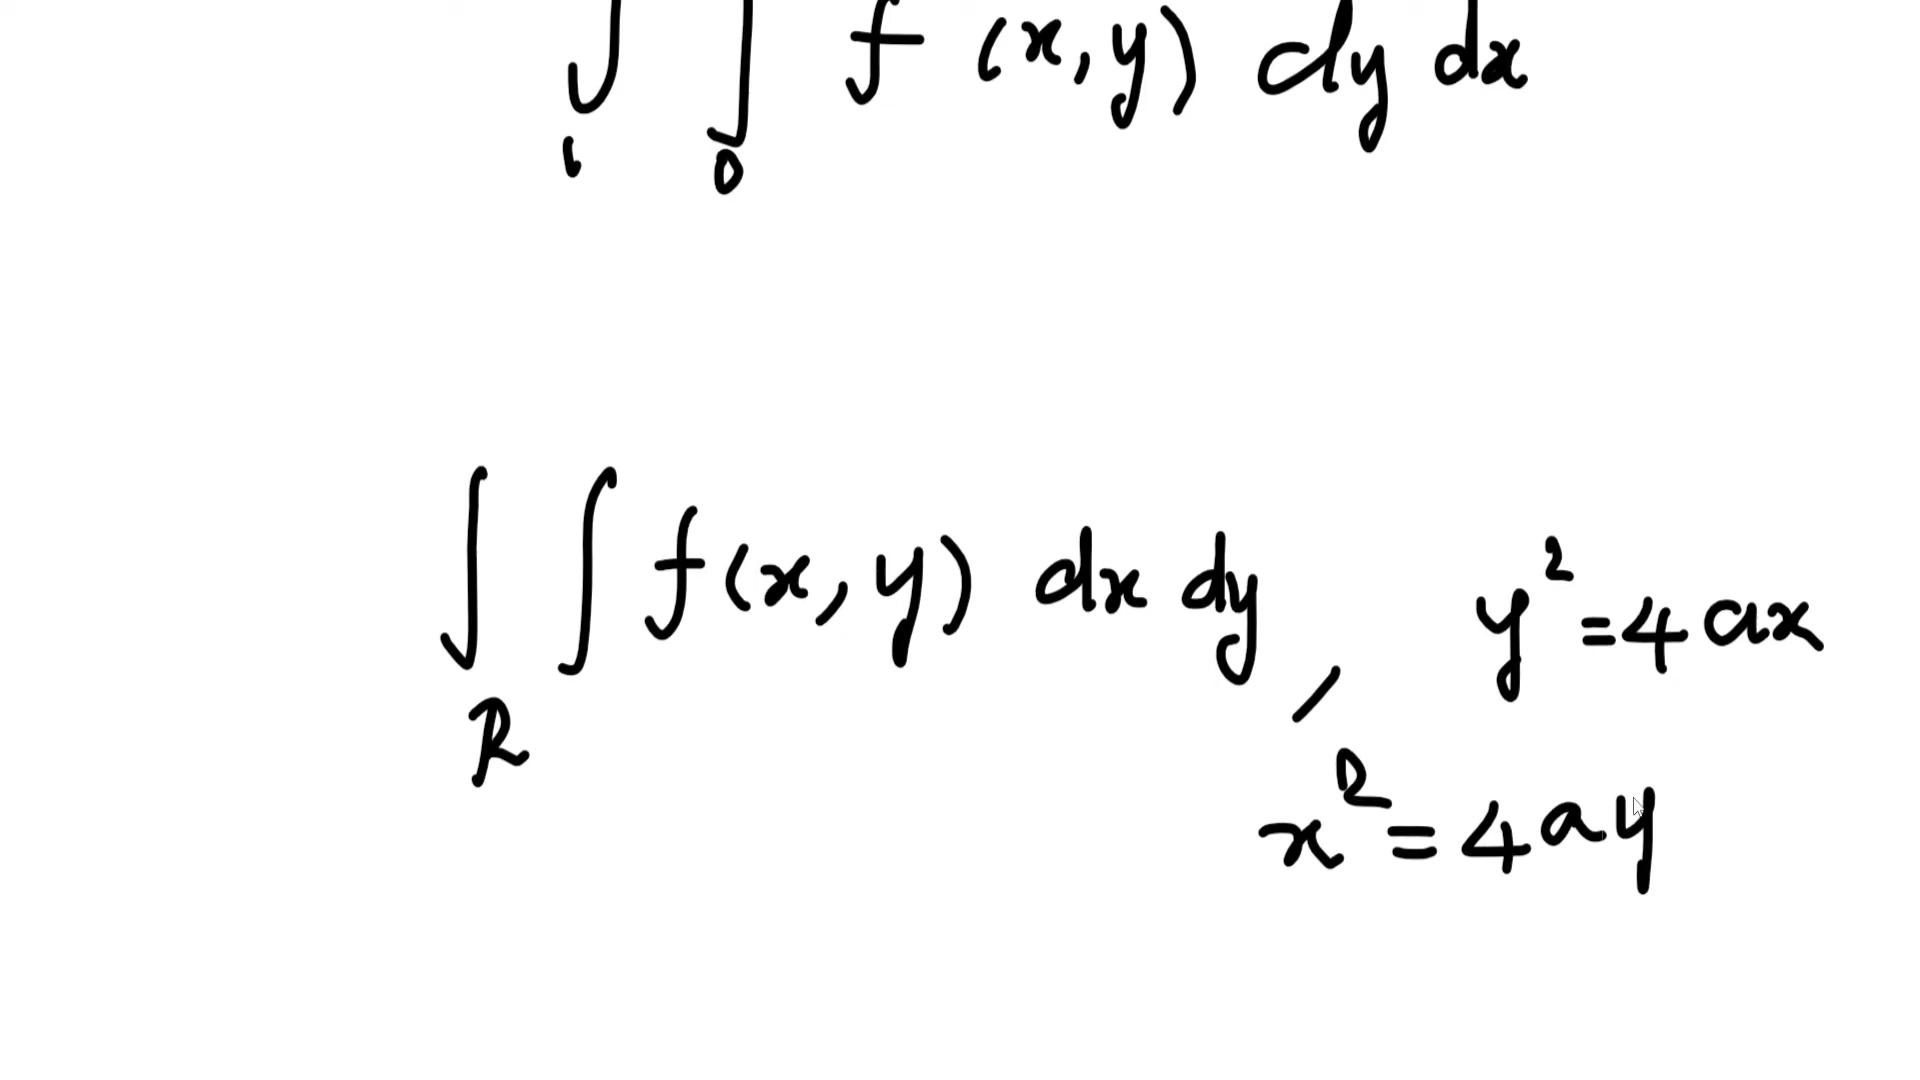 ∫ ∫ f (x, y) dy dx
1 0
∫ ∫ f(x, y) dx dy, y² = 4ax
R
x² = 4ay